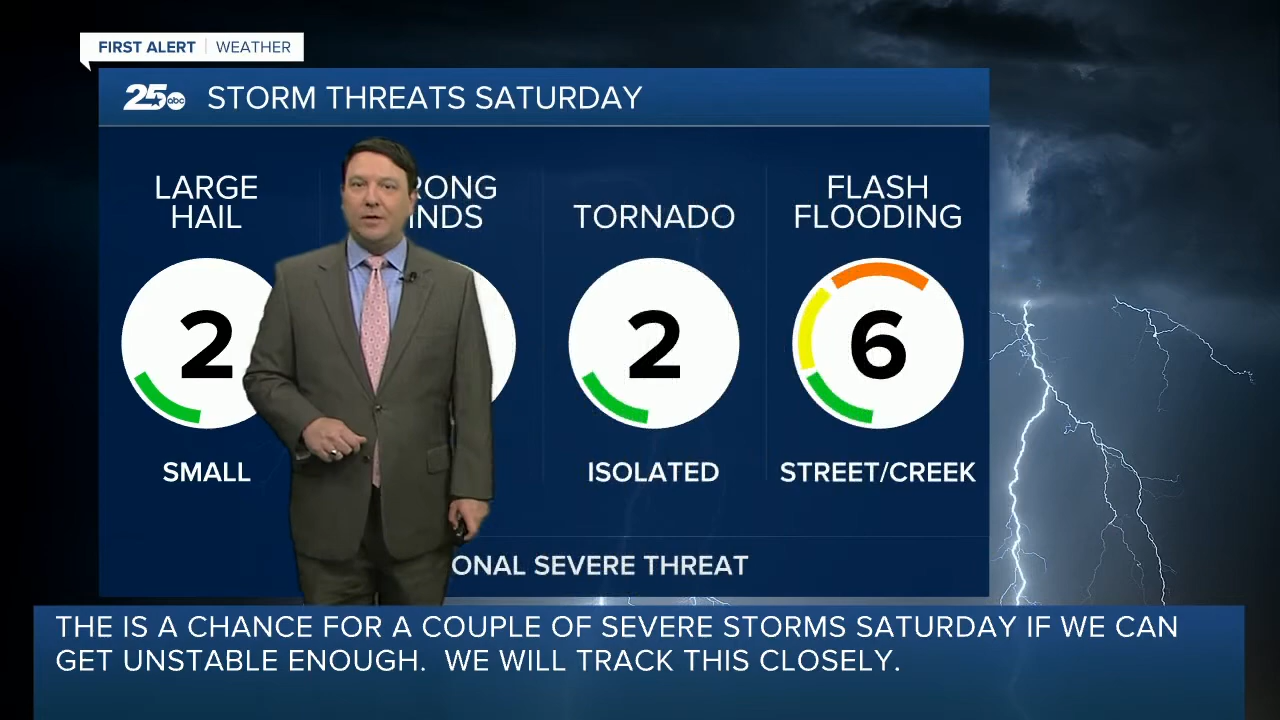 FIRST ALERT | WEATHER
25 abc STORM THREATS SATURDAY
LARGE
HAIL
TORNADO
FLASH
FLOODING
2
2
6
SMALL
ISOLATED
STREET/CREEK
SEVERE THREAT
THE IS A CHANCE FOR A COUPLE OF SEVERE STORMS SATURDAY IF WE CAN
GET UNSTABLE ENOUGH. WE WILL TRACK THIS CLOSELY.